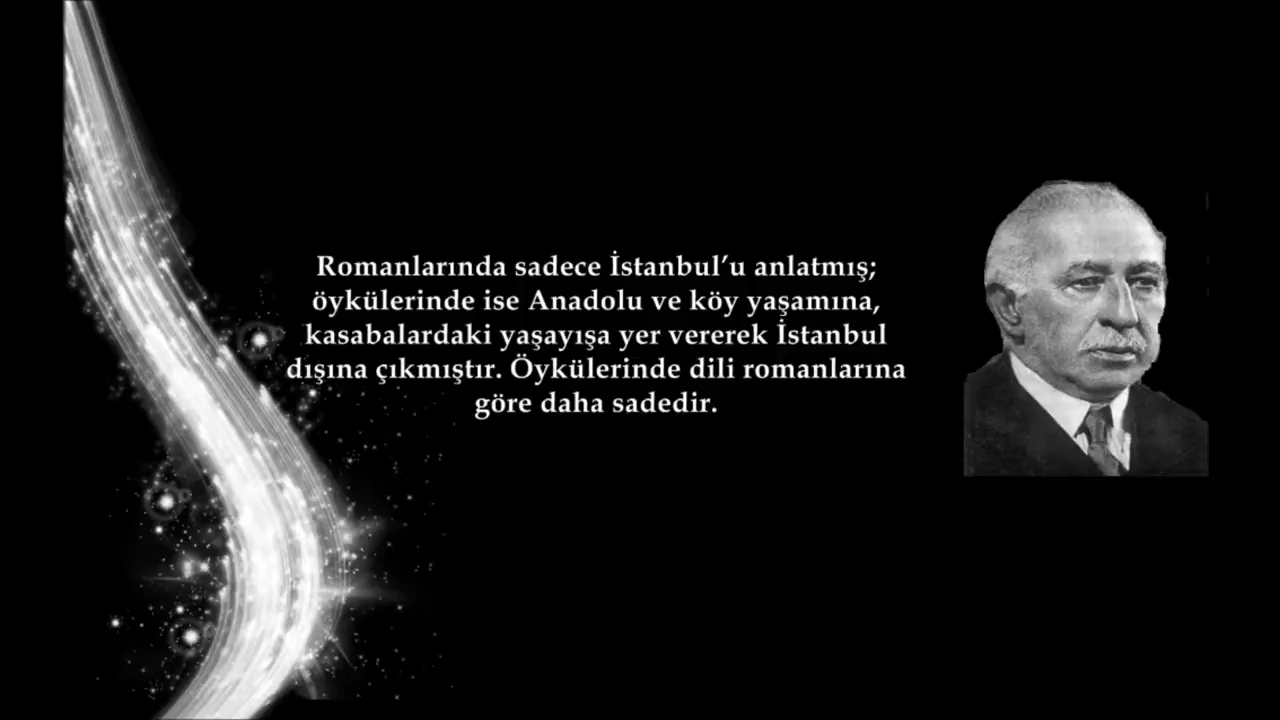 Romanlarında sadece İstanbul’u anlatmış;
öykülerinde ise Anadolu ve köy yaşamına,
kasabalardaki yaşayışa yer vererek İstanbul
dışına çıkmıştır. Öykülerinde dili romanlarına
göre daha sadedir.